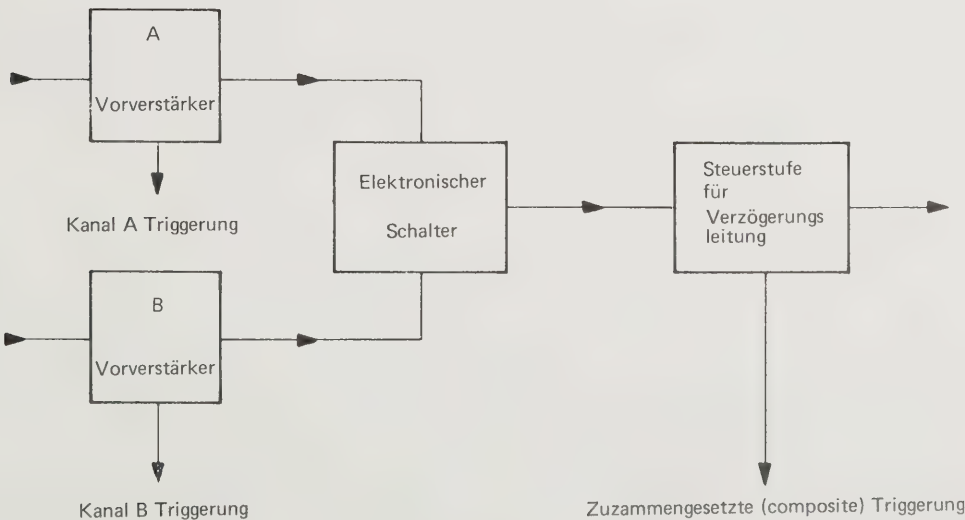 A
Vorverstärker
Kanal A Triggerung
B
Vorverstärker
Kanal B Triggerung
Elektronischer
Schalter
Steuerstufe
für
Verzögerungs
leitung
Zuzammengesetzte (composite) Triggerung